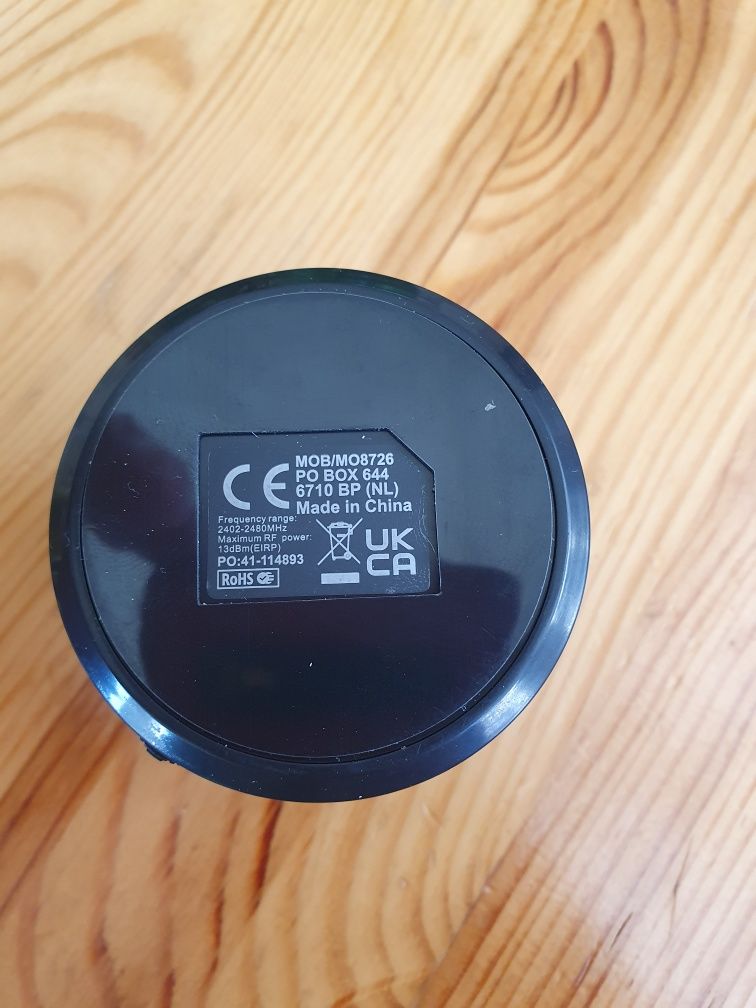 CE
MOB/MO8726
PO BOX 644
6710 BP (NL)
Made in China
Frequency range:
2402-2480MHz
Maximum RF power:
13dBm(EIRP)
PO:41-114893
RoHS
UK
CA